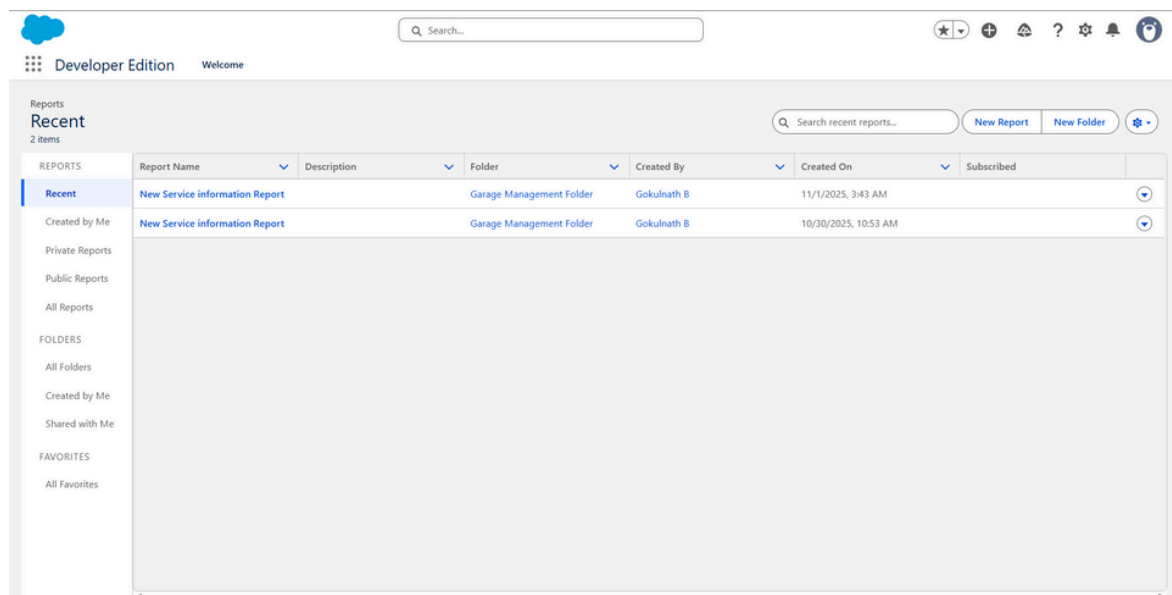 Search...
Developer Edition Welcome
Reports
Recent
2 items
Search recent reports...
New Report
New Folder
REPORTS
Recent
Created by Me
Private Reports
Public Reports
All Reports
FOLDERS
All Folders
Created by Me
Shared with Me
FAVORITES
All Favorites
Report Name Description Folder Created By Created On Subscribed
New Service information Report Garage Management Folder Gokulnath B 11/1/2025, 3:43 AM
New Service information Report Garage Management Folder Gokulnath B 10/30/2025, 10:53 AM